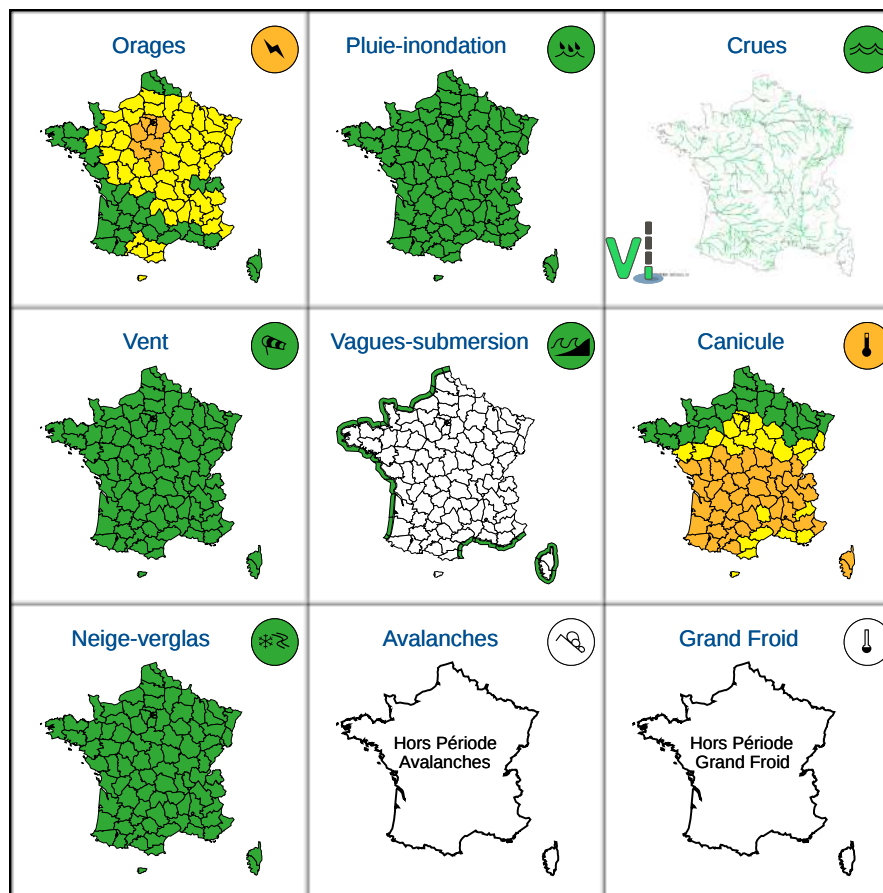 Orages
Pluie-inondation
Crues
Vent
Vagues-submersion
Canicule
Neige-verglas
Avalanches
Grand Froid
Hors Période
Avalanches
Hors Période
Grand Froid